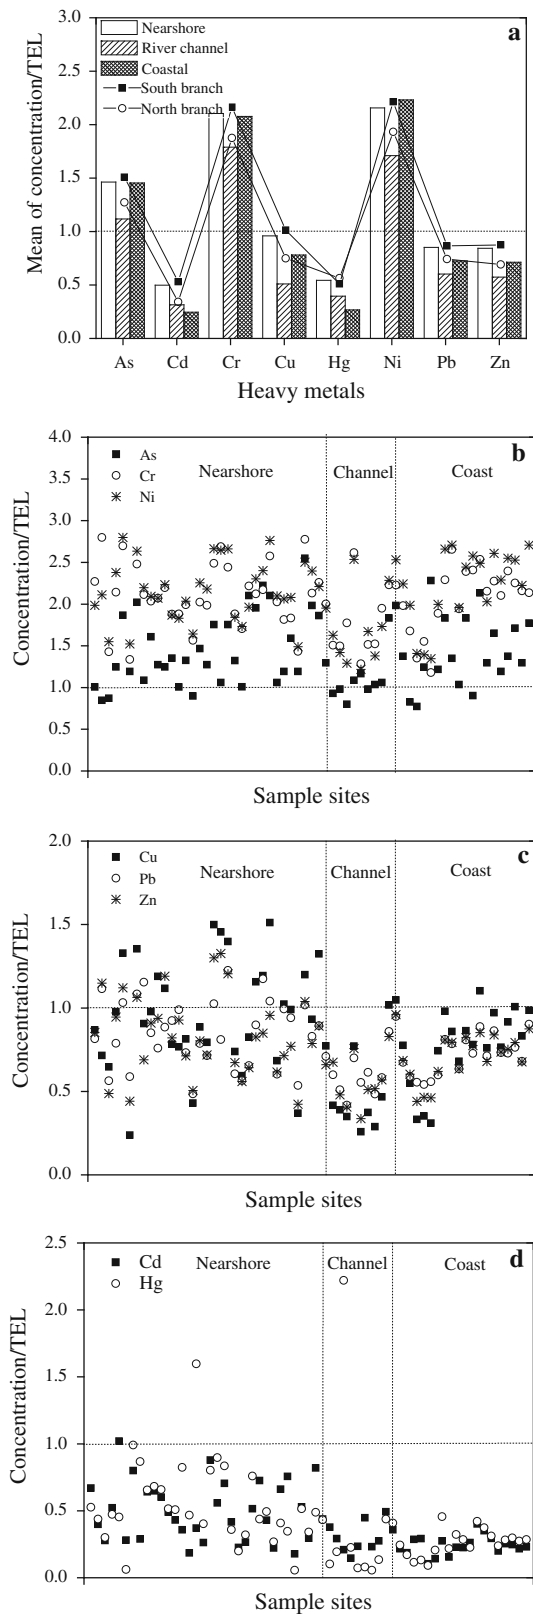 a
Nearshore
River channel
Coastal
South branch
North branch
3.0
2.5
2.0
1.5
1.0
0.5
0.0
Mean of concentration/TEL
As Cd Cr Cu Hg Ni Pb Zn
Heavy metals
b
As
Cr
Ni
Nearshore Channel Coast
4.0
3.5
3.0
2.5
2.0
1.5
1.0
0.5
0.0
Concentration/TEL
Sample sites
c
Cu
Pb
Zn
Nearshore Channel Coast
2.0
1.5
1.0
0.5
0.0
Concentration/TEL
Sample sites
d
Cd
Hg
Nearshore Channel Coast
2.5
2.0
1.5
1.0
0.5
0.0
Concentration/TEL
Sample sites